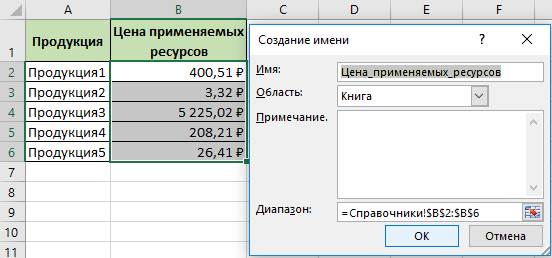 A B C D E F
1 Продукция Цена применяемых ресурсов
2 Продукция1 400,51 ₽
3 Продукция2 3,32 ₽
4 Продукция3 5 225,02 ₽
5 Продукция4 208,21 ₽
6 Продукция5 26,41 ₽
7
8
9
10
11
Создание имени ? ×
Имя: Цена_применяемых_ресурсов
Область: Книга
Примечание:
Диапазон: =Справочники!$B$2:$B$6
ОК Отмена